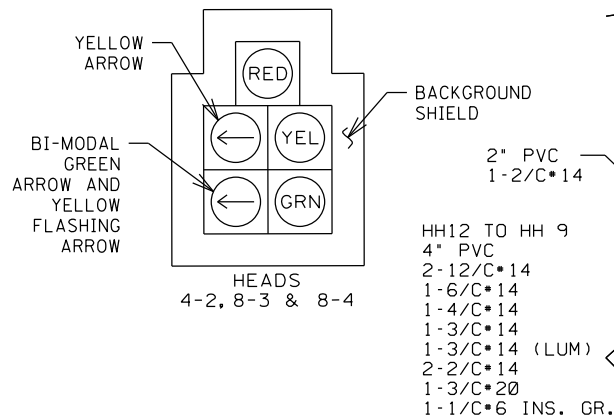 YELLOW
ARROW
RED
YEL
GRN
BACKGROUND
SHIELD
BI-MODAL
GREEN
ARROW AND
YELLOW
FLASHING
ARROW
HEADS
4-2, 8-3 & 8-4
2" PVC
1-2/C#14
HH12 TO HH 9
4" PVC
2-12/C#14
1-6/C#14
1-4/C#14
1-3/C#14
1-3/C#14 (LUM)
2-2/C#14
1-3/C#20
1-1/C#6 INS. GR.